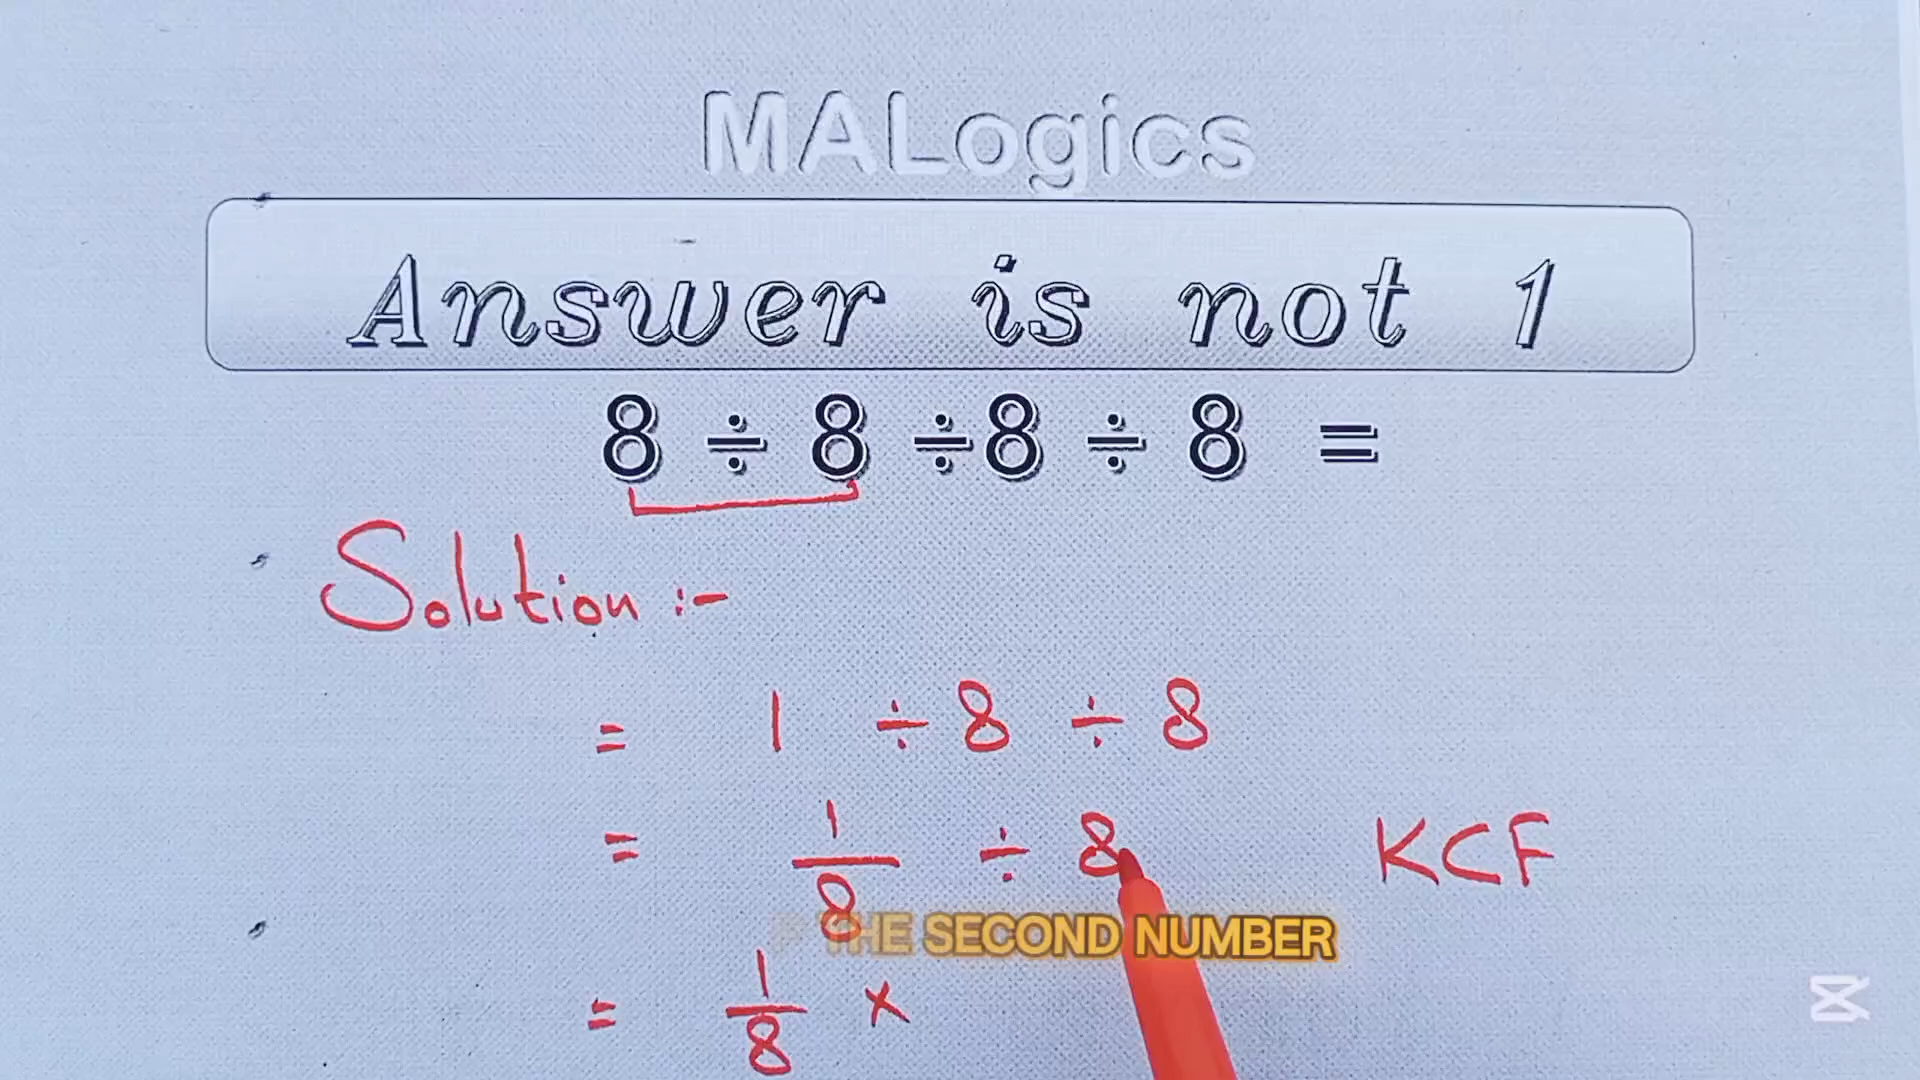 MALogics
Answer is not 1
8 ÷ 8 ÷8 ÷ 8 =
Solution :-
= 1 ÷ 8 ÷ 8
= 1/8 ÷ 8 KCF
THE SECOND NUMBER
= 1/8 ×